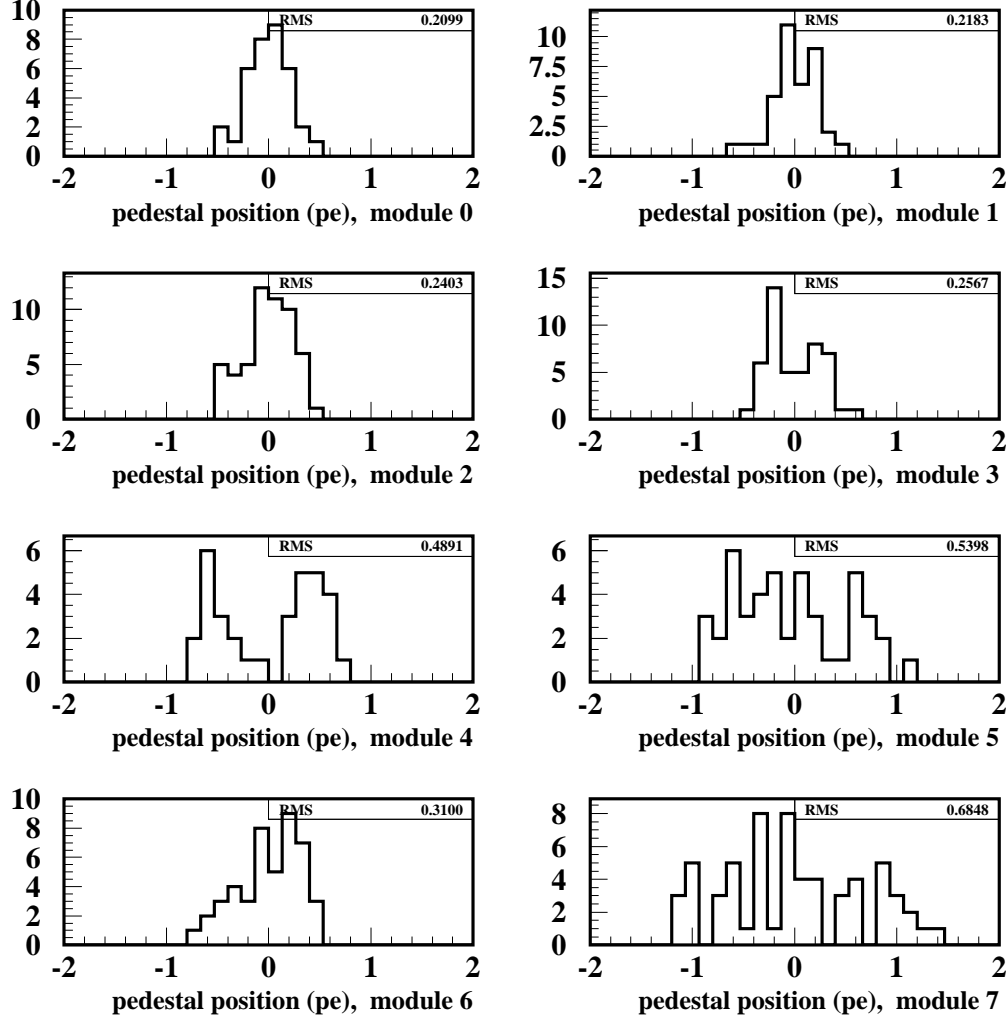 RMS 0.2099
10
8
6
4
2
0
-2 -1 0 1 2
pedestal position (pe), module 0
RMS 0.2183
10
7.5
5
2.5
0
-2 -1 0 1 2
pedestal position (pe), module 1
RMS 0.2403
10
5
0
-2 -1 0 1 2
pedestal position (pe), module 2
RMS 0.2567
15
10
5
0
-2 -1 0 1 2
pedestal position (pe), module 3
RMS 0.4891
6
4
2
0
-2 -1 0 1 2
pedestal position (pe), module 4
RMS 0.5398
6
4
2
0
-2 -1 0 1 2
pedestal position (pe), module 5
RMS 0.3100
10
8
6
4
2
0
-2 -1 0 1 2
pedestal position (pe), module 6
RMS 0.6848
8
6
4
2
0
-2 -1 0 1 2
pedestal position (pe), module 7